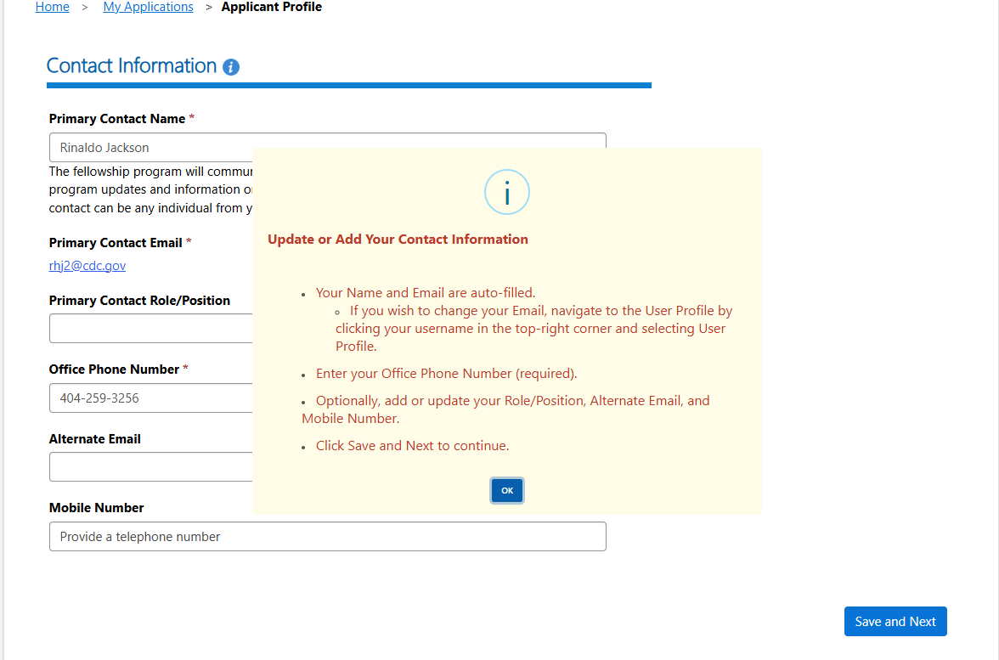 Home > My Applications > Applicant Profile
Contact Information i
Primary Contact Name *
Rinaldo Jackson
The fellowship program will
program updates and information
contact can be any individual from
Primary Contact Email *
rhj2@cdc.gov
Primary Contact Role/Position
Office Phone Number *
404-259-3256
Alternate Email
Mobile Number
Provide a telephone number
i
Update or Add Your Contact Information
• Your Name and Email are auto-filled.
○ If you wish to change your Email, navigate to the User Profile by
clicking your username in the top-right corner and selecting User
Profile.
• Enter your Office Phone Number (required).
• Optionally, add or update your Role/Position, Alternate Email, and
Mobile Number.
• Click Save and Next to continue.
OK
Save and Next